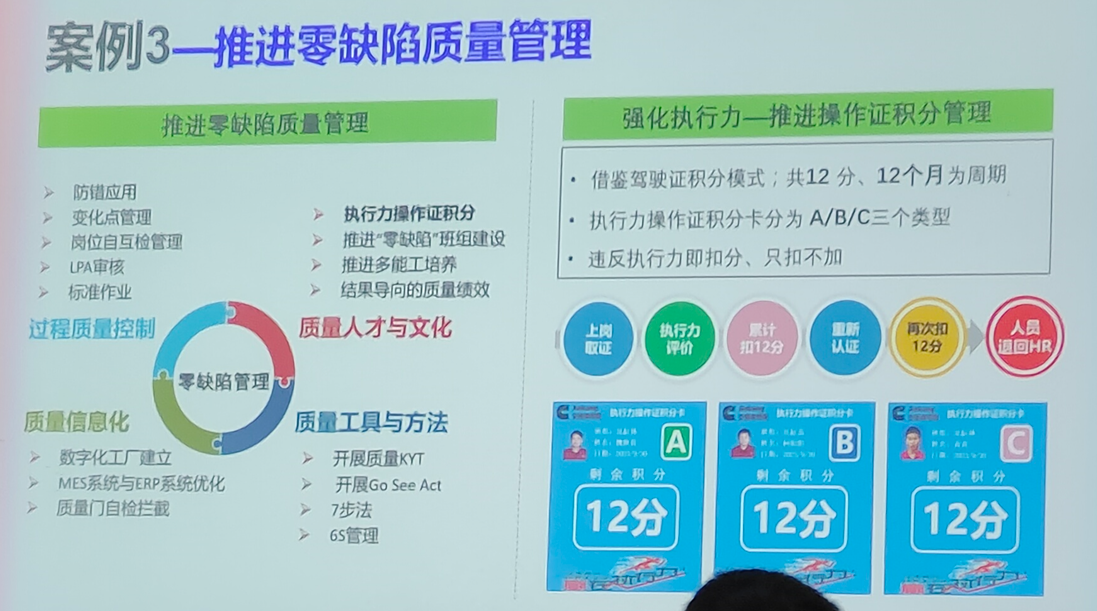 案例3—推进零缺陷质量管理
推进零缺陷质量管理
防错应用
变化点管理
岗位自互检管理
LPA审核
标准作业
执行力操作证积分
推进“零缺陷”班组建设
推进多能工培养
结果导向的质量绩效
过程质量控制
质量人才与文化
零缺陷管理
质量信息化
质量工具与方法
数字化工厂建立
MES系统与ERP系统优化
质量门自检拦截
开展质量KYT
开展Go See Act
7步法
6S管理
强化执行力—推进操作证积分管理
借鉴驾驶证积分模式；共12 分、12个月为周期
执行力操作证积分卡分为 A/B/C三个类型
违反执行力即扣分、只扣不加
上岗
取证
执行力
评价
累计
扣12分
重新
认证
再次扣
12分
人员
退回HR
执行力操作证积分卡
A
剩余积分
12分
执行力操作证积分卡
B
剩余积分
12分
执行力操作证积分卡
C
剩余积分
12分